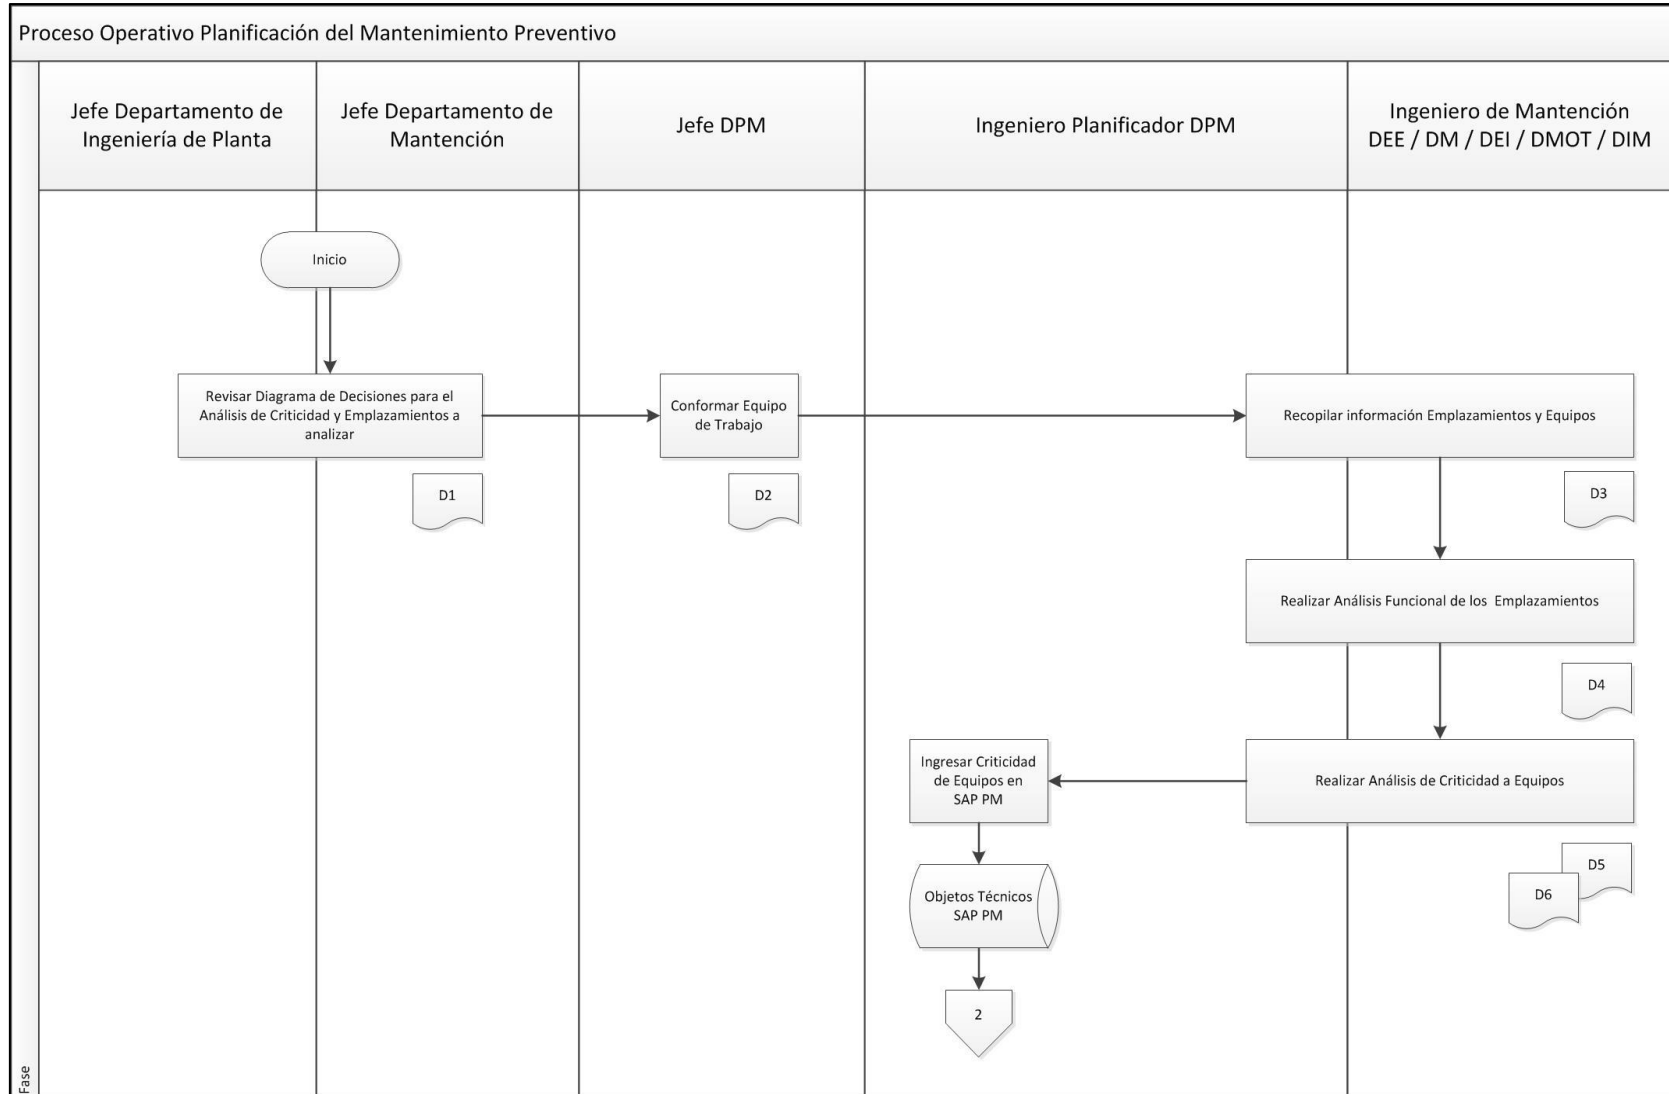 Proceso Operativo Planificación del Mantenimiento Preventivo
Jefe Departamento de
Ingeniería de Planta
Jefe Departamento de
Mantención
Jefe DPM
Ingeniero Planificador DPM
Ingeniero de Mantención
DEE / DM / DEI / DMOT / DIM
Inicio
Revisar Diagrama de Decisiones para el
Análisis de Criticidad y Emplazamientos a
analizar
Conformar Equipo
de Trabajo
Recopilar información Emplazamientos y Equipos
D1
D2
D3
Realizar Análisis Funcional de los Emplazamientos
D4
Ingresar Criticidad
de Equipos en
SAP PM
Realizar Análisis de Criticidad a Equipos
D5
D6
Objetos Técnicos
SAP PM
2
Fase